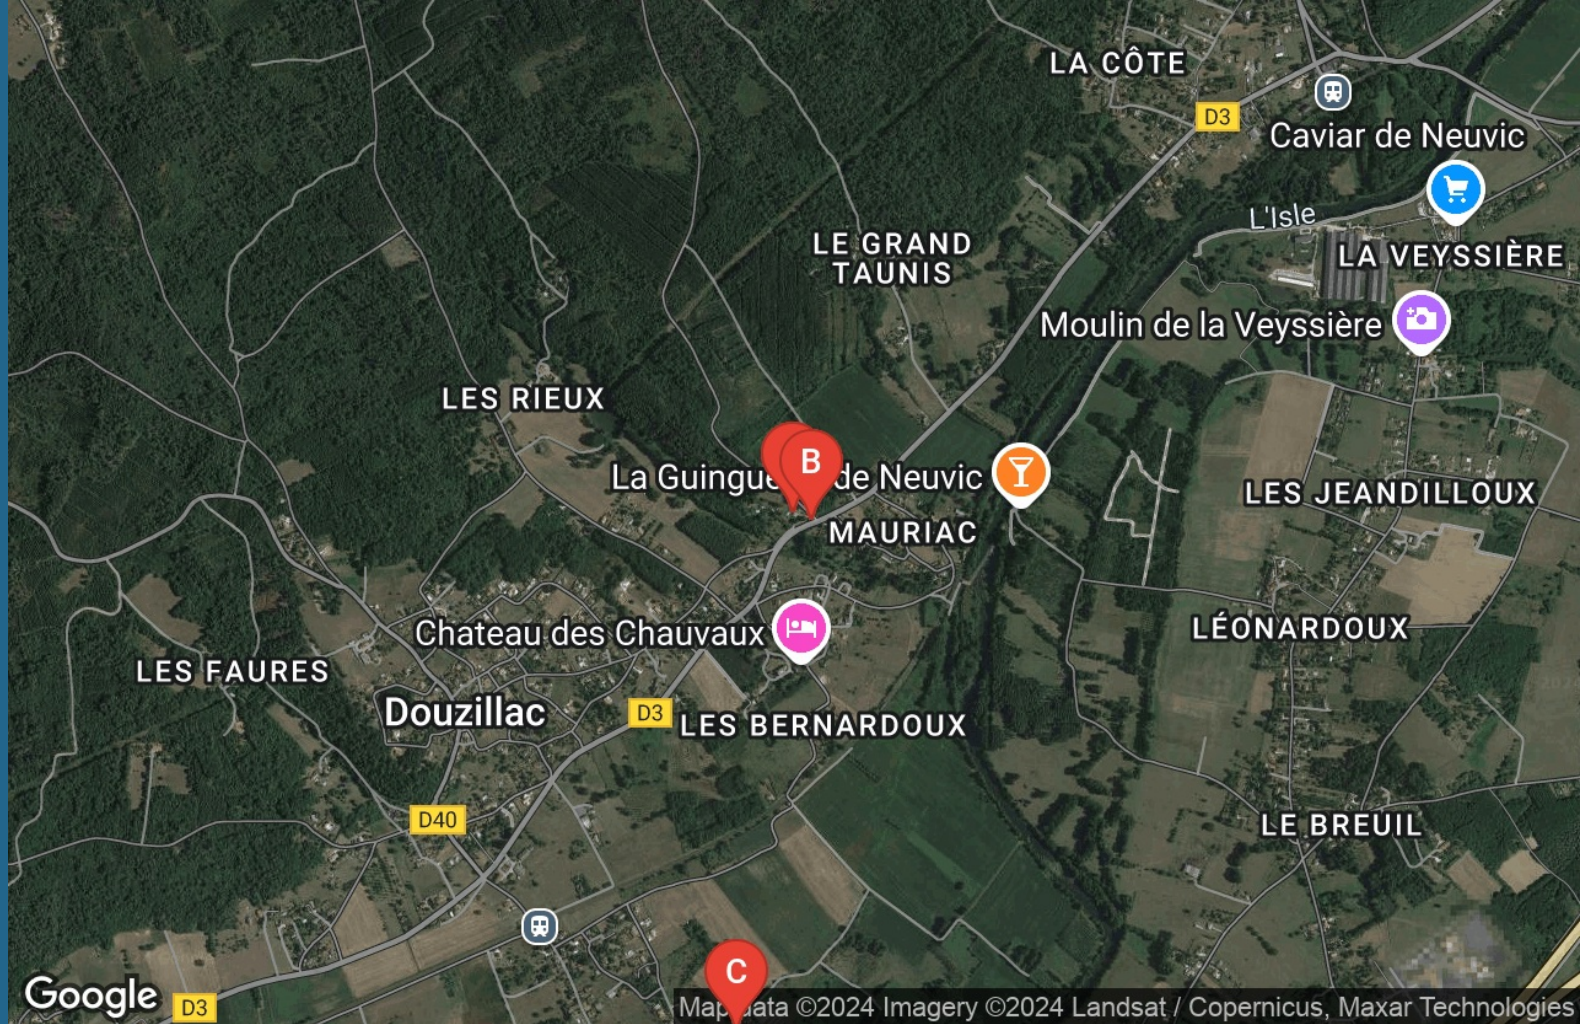 LA CÔTE
D3
Caviar de Neuvic
L'Isle
LE GRAND
TAUNIS
LA VEYSSIÈRE
Moulin de la Veyssière
LES RIEUX
B
La Guingue
de Neuvic
LES JEANDILLOUX
MAURIAC
Chateau des Chauvaux
LÉONARDOUX
LES FAURES
Douzillac
D3
LES BERNARDOUX
D40
LE BREUIL
C
Google
D3
Map data ©2024 Imagery ©2024 Landsat / Copernicus, Maxar Technologies